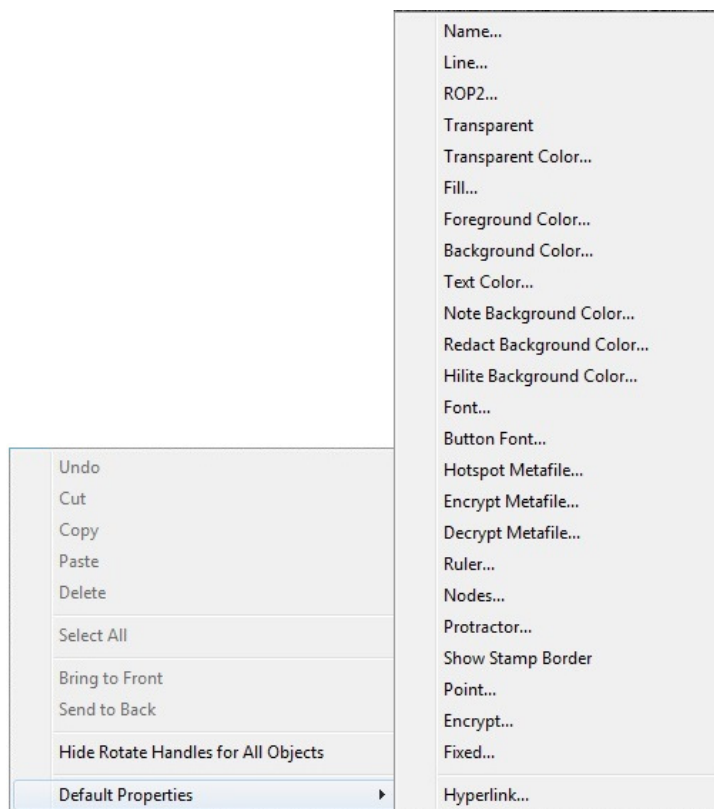 Undo
Cut
Copy
Paste
Delete
Select All
Bring to Front
Send to Back
Hide Rotate Handles for All Objects
Default Properties
Name...
Line...
ROP2...
Transparent
Transparent Color...
Fill...
Foreground Color...
Background Color...
Text Color...
Note Background Color...
Redact Background Color...
Hilite Background Color...
Font...
Button Font...
Hotspot Metafile...
Encrypt Metafile...
Decrypt Metafile...
Ruler...
Nodes...
Protractor...
Show Stamp Border
Point...
Encrypt...
Fixed...
Hyperlink...